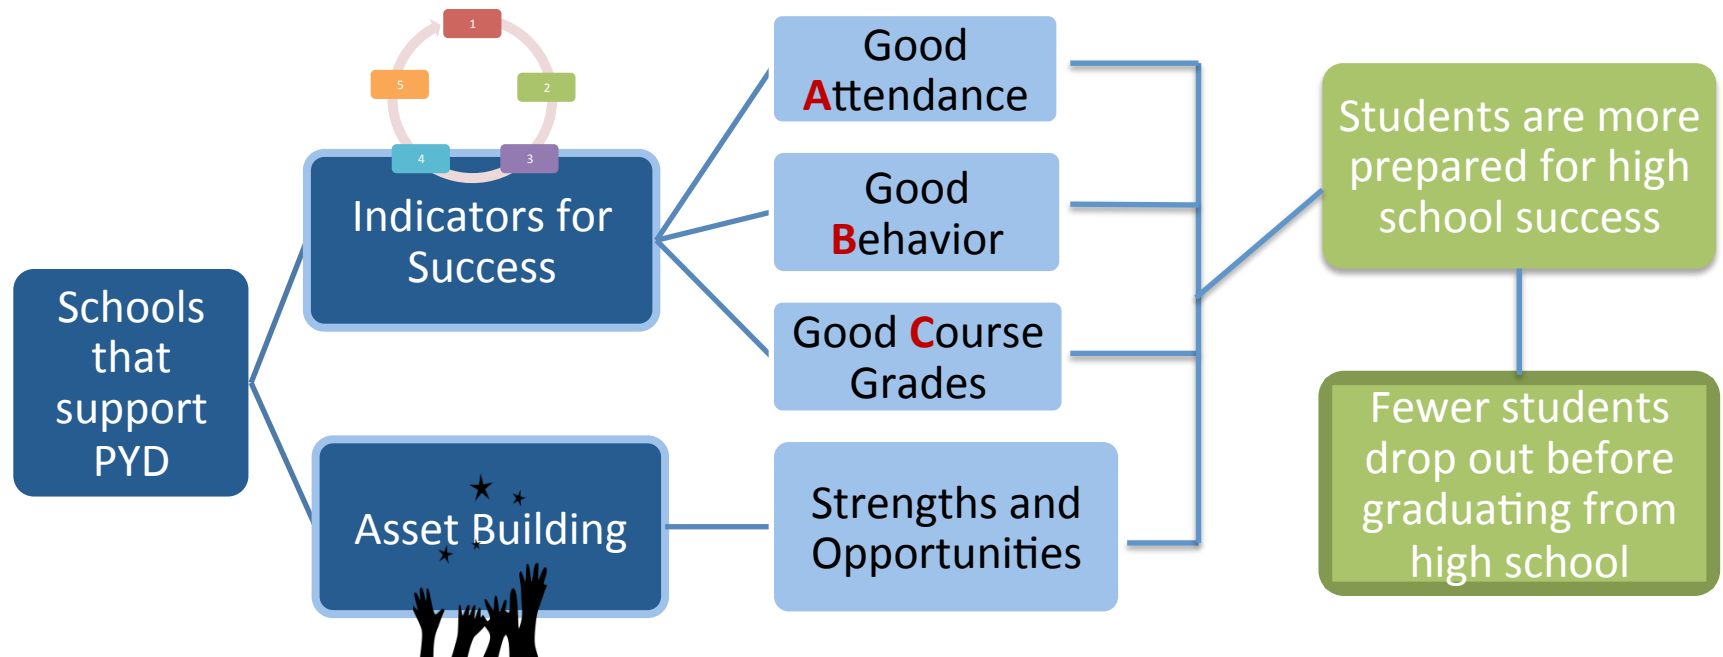 Schools
that
support
PYD
1
2
3
4
5
Indicators for
Success
Asset Building
Good
Attendance
Good
Behavior
Good Course
Grades
Strengths and
Opportunities
Students are more
prepared for high
school success
Fewer students
drop out before
graduating from
high school